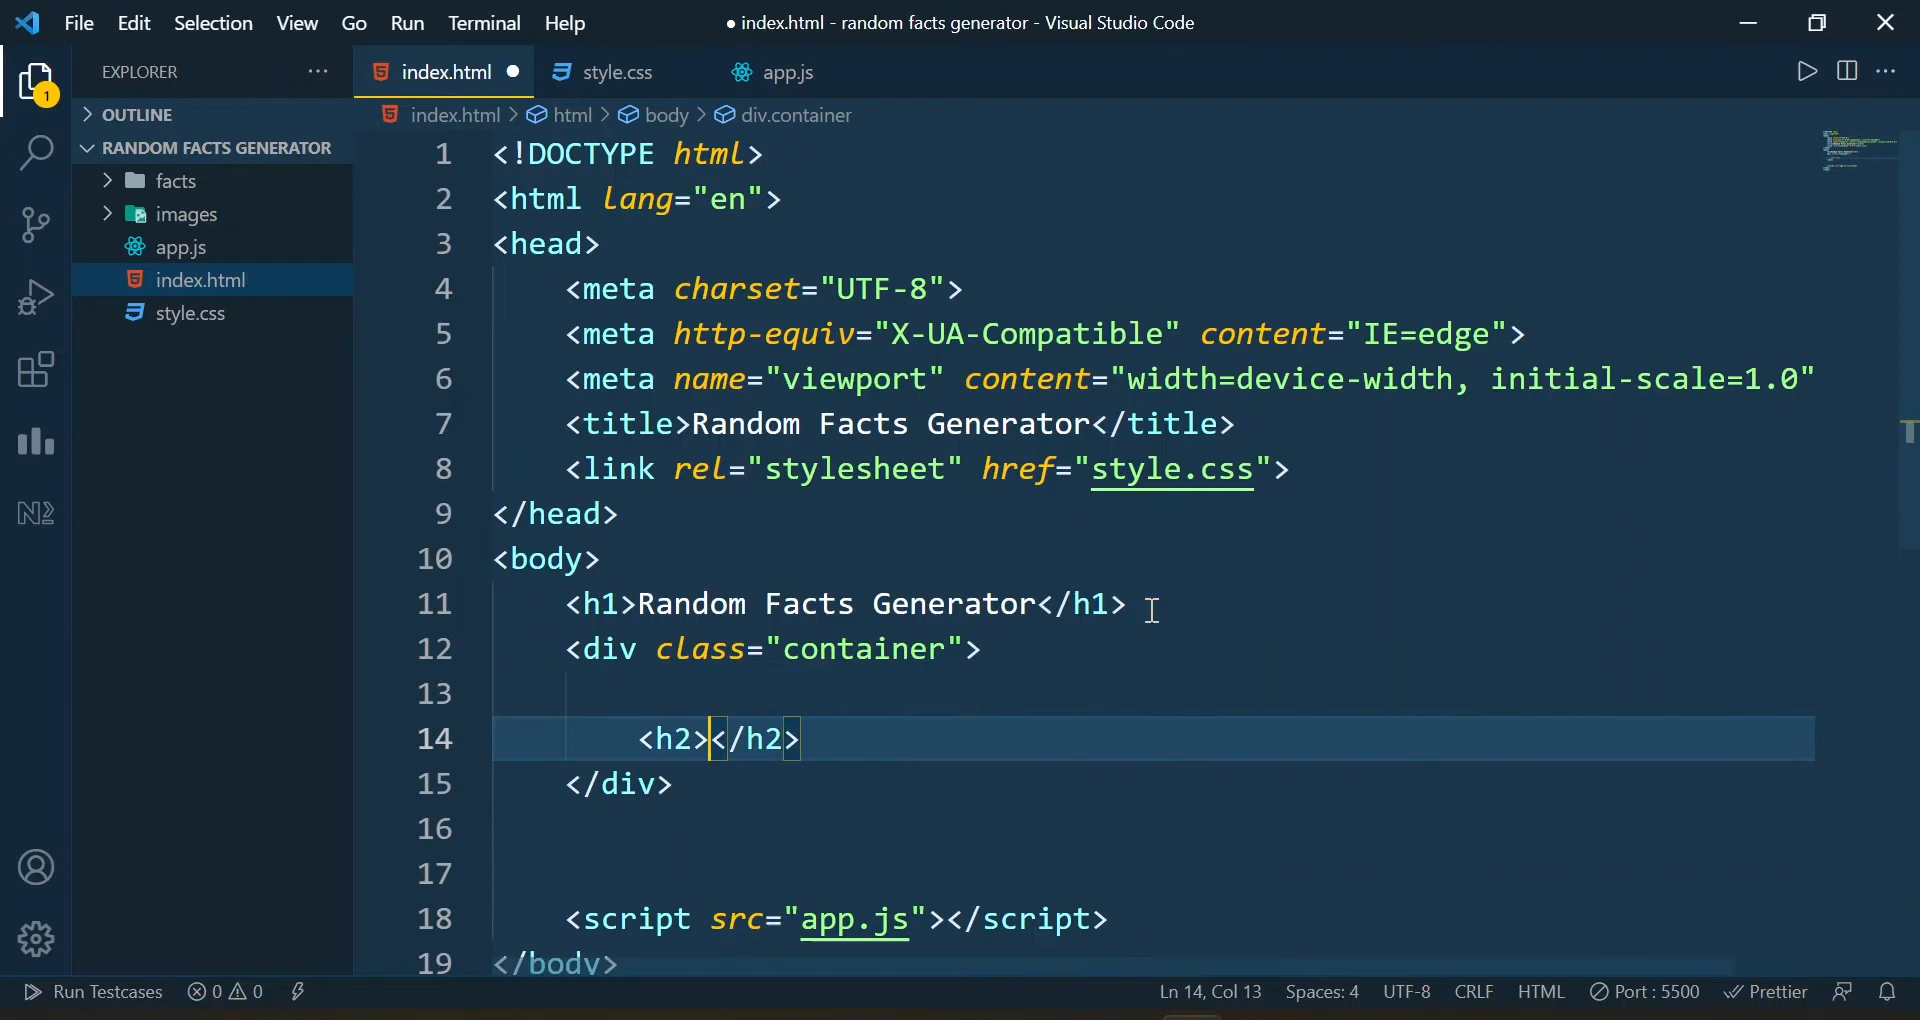 File Edit Selection View Go Run Terminal Help ● index.html - random facts generator - Visual Studio Code
EXPLORER ···
index.html ●
style.css
app.js
1
OUTLINE
RANDOM FACTS GENERATOR
facts
images
app.js
index.html
style.css
index.html > html > body > div.container
1 <!DOCTYPE html>
2 <html lang="en">
3 <head>
4 <meta charset="UTF-8">
5 <meta http-equiv="X-UA-Compatible" content="IE=edge">
6 <meta name="viewport" content="width=device-width, initial-scale=1.0"
7 <title>Random Facts Generator</title>
8 <link rel="stylesheet" href="style.css">
9 </head>
10 <body>
11 <h1>Random Facts Generator</h1>
12 <div class="container">
13
14 <h2></h2>
15 </div>
16
17
18 <script src="app.js"></script>
19 </body>
Run Testcases 0 0 Ln 14, Col 13 Spaces: 4 UTF-8 CRLF HTML Port : 5500 Prettier